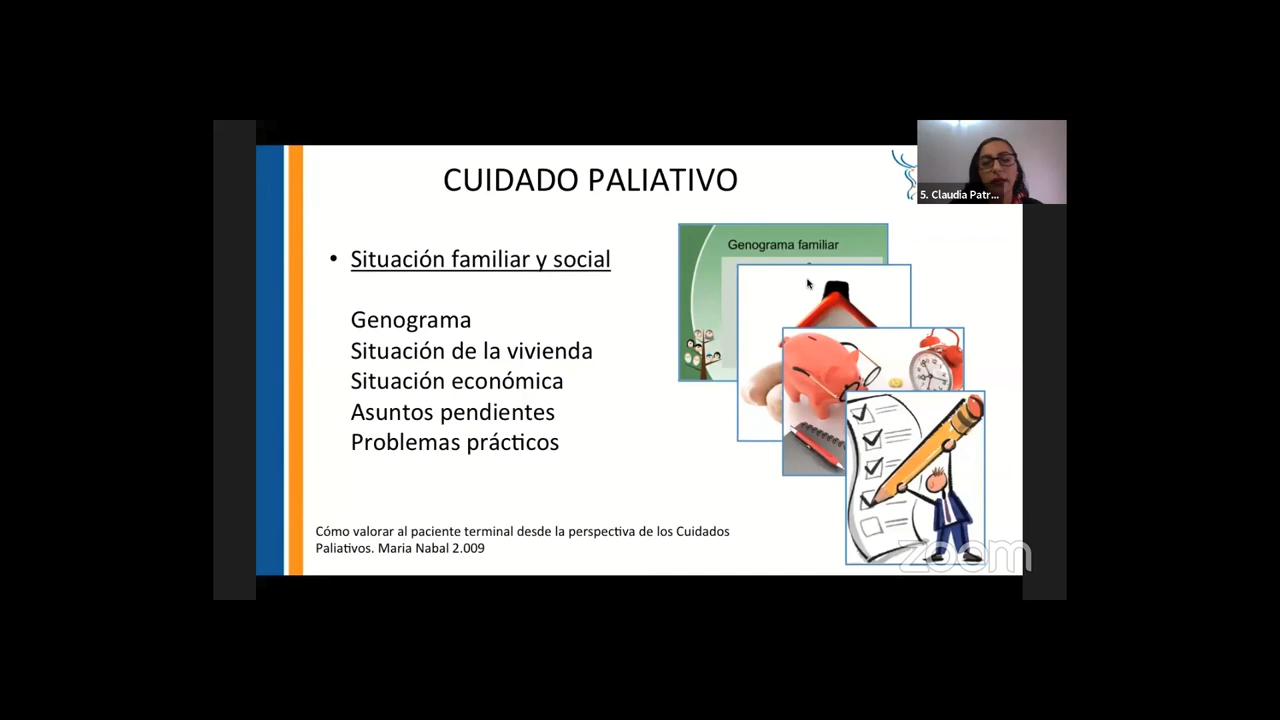 CUIDADO PALIATIVO
5. Claudia Patr...
• Situación familiar y social
Genograma familiar
Genograma
Situación de la vivienda
Situación económica
Asuntos pendientes
Problemas prácticos
Cómo valorar al paciente terminal desde la perspectiva de los Cuidados
Paliativos. Maria Nabal 2.009
zoom